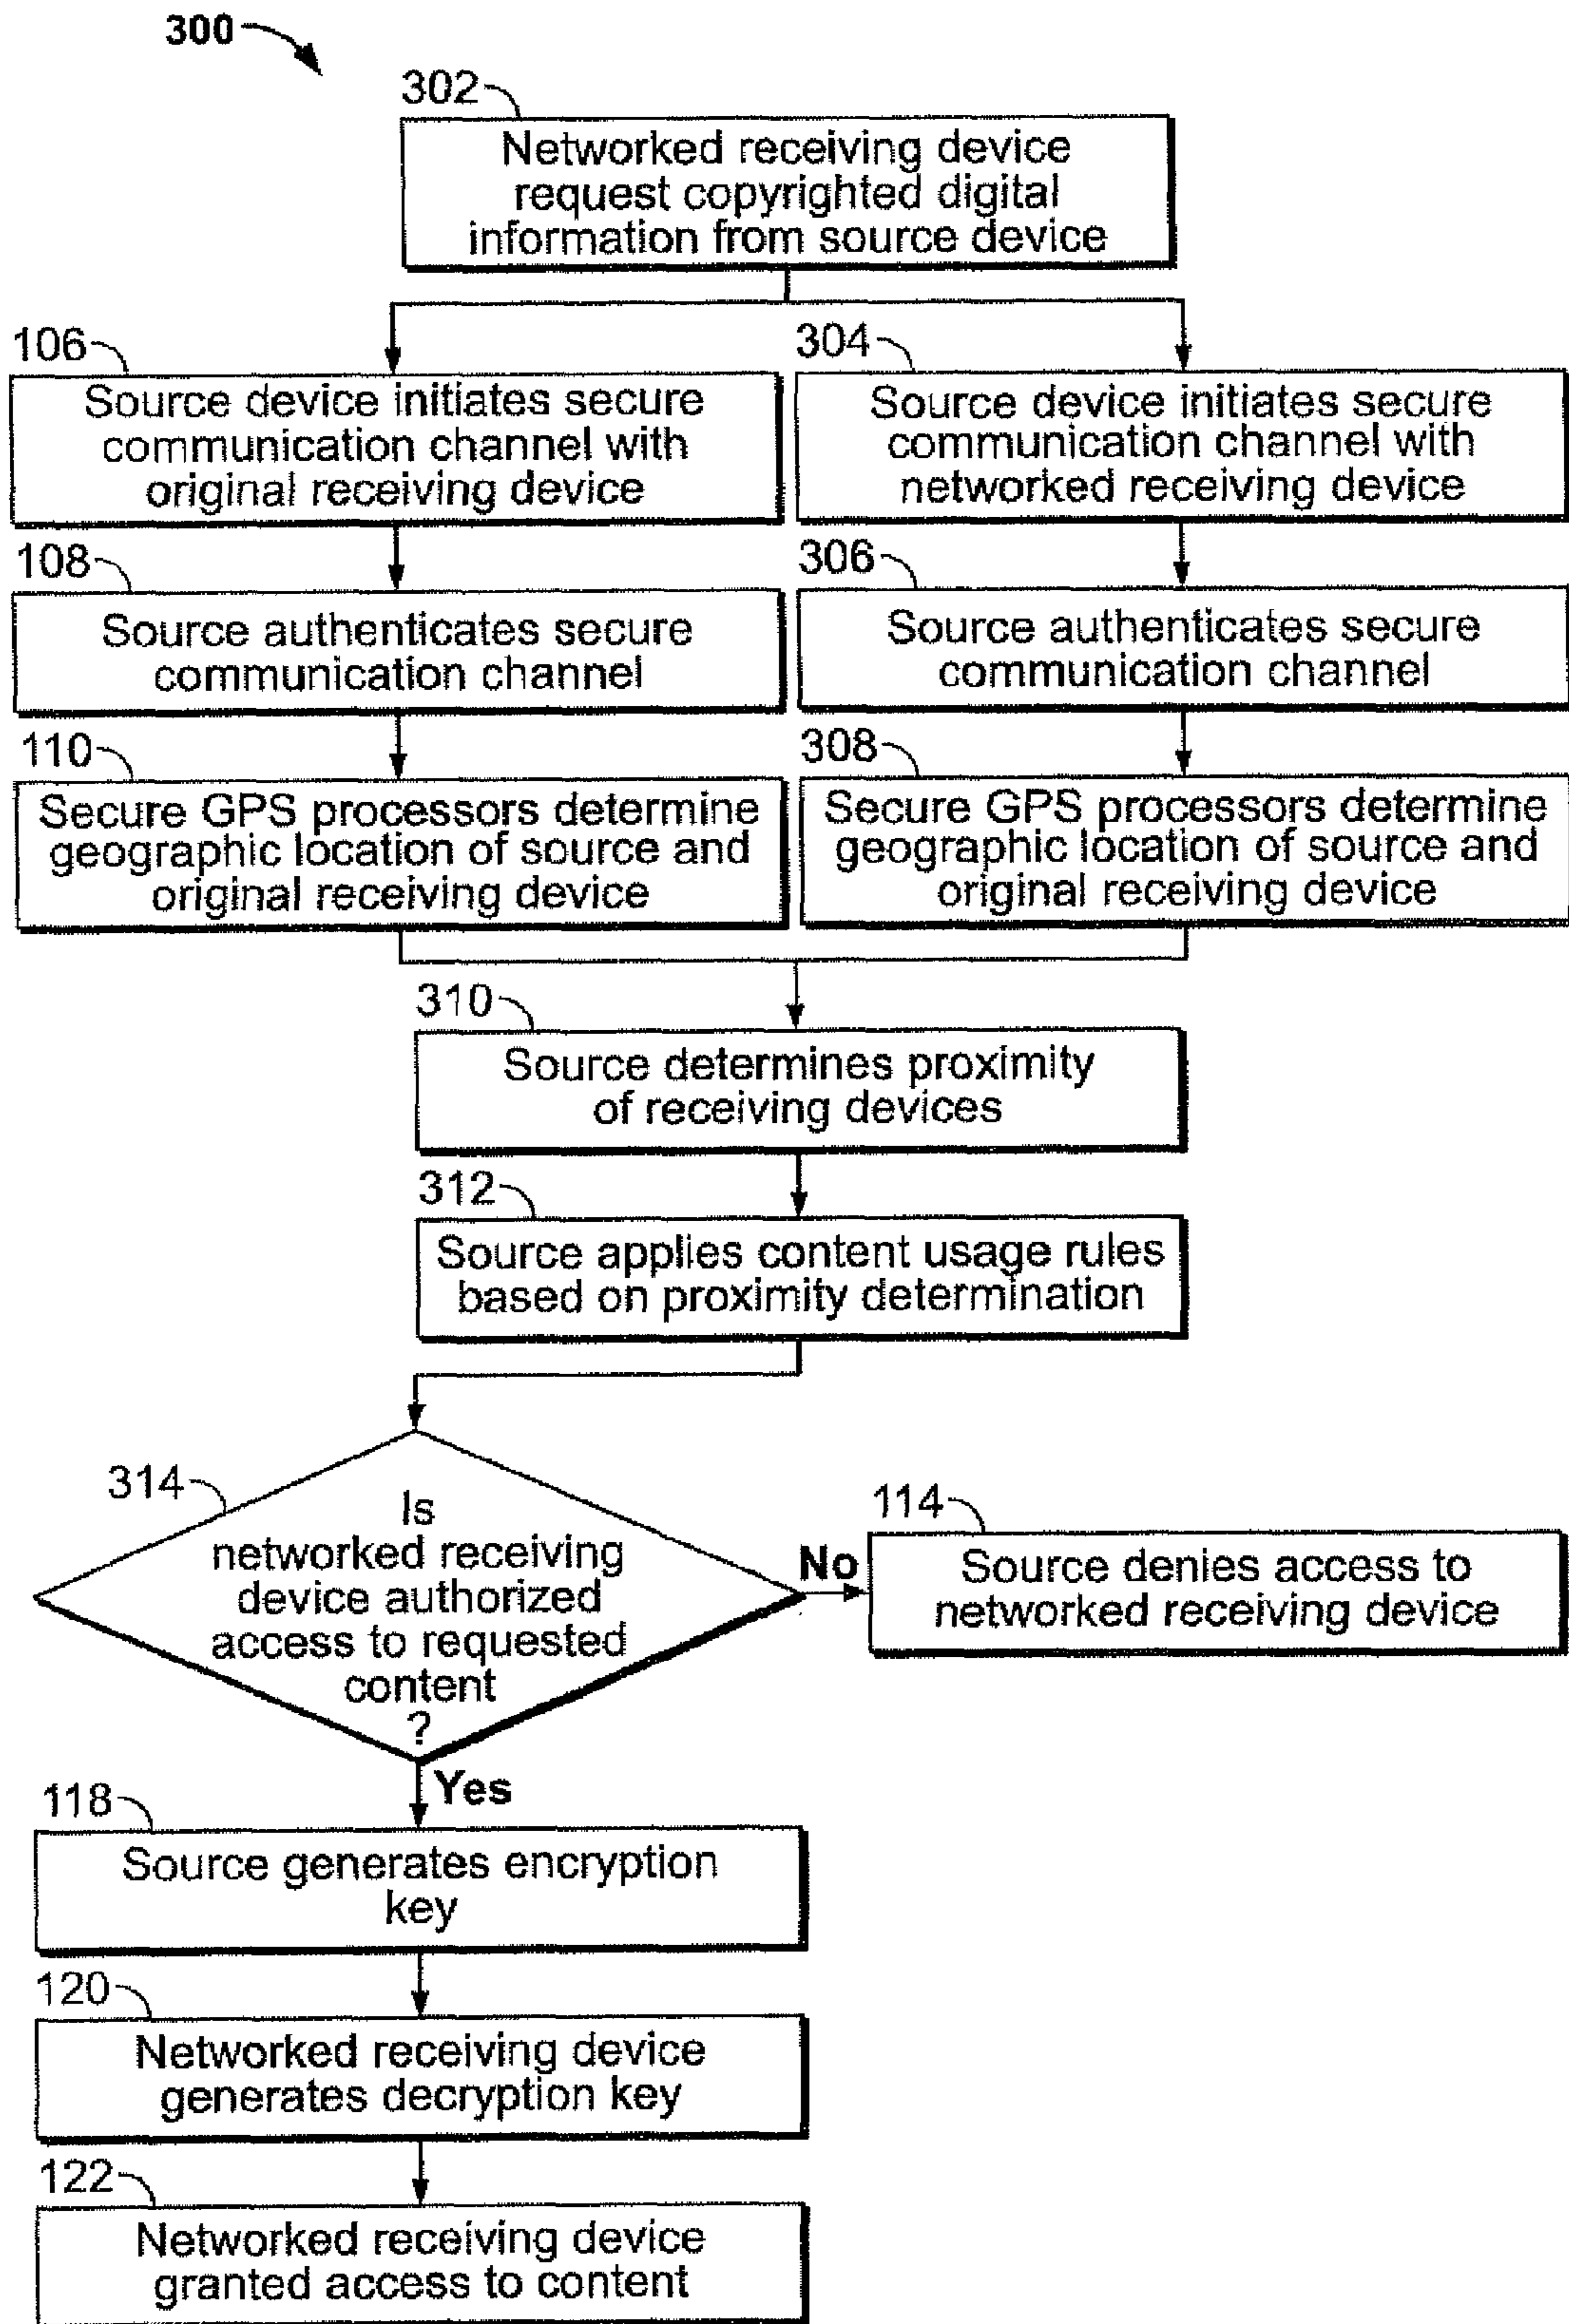 300
302
Networked receiving device
request copyrighted digital
information from source device
106
Source device initiates secure
communication channel with
original receiving device
304
Source device initiates secure
communication channel with
networked receiving device
108
Source authenticates secure
communication channel
306
Source authenticates secure
communication channel
110
Secure GPS processors determine
geographic location of source and
original receiving device
308
Secure GPS processors determine
geographic location of source and
original receiving device
310
Source determines proximity
of receiving devices
312
Source applies content usage rules
based on proximity determination
314
Is
networked receiving
device authorized
access to requested
content
?
No
114
Source denies access to
networked receiving device
Yes
118
Source generates encryption
key
120
Networked receiving device
generates decryption key
122
Networked receiving device
granted access to content